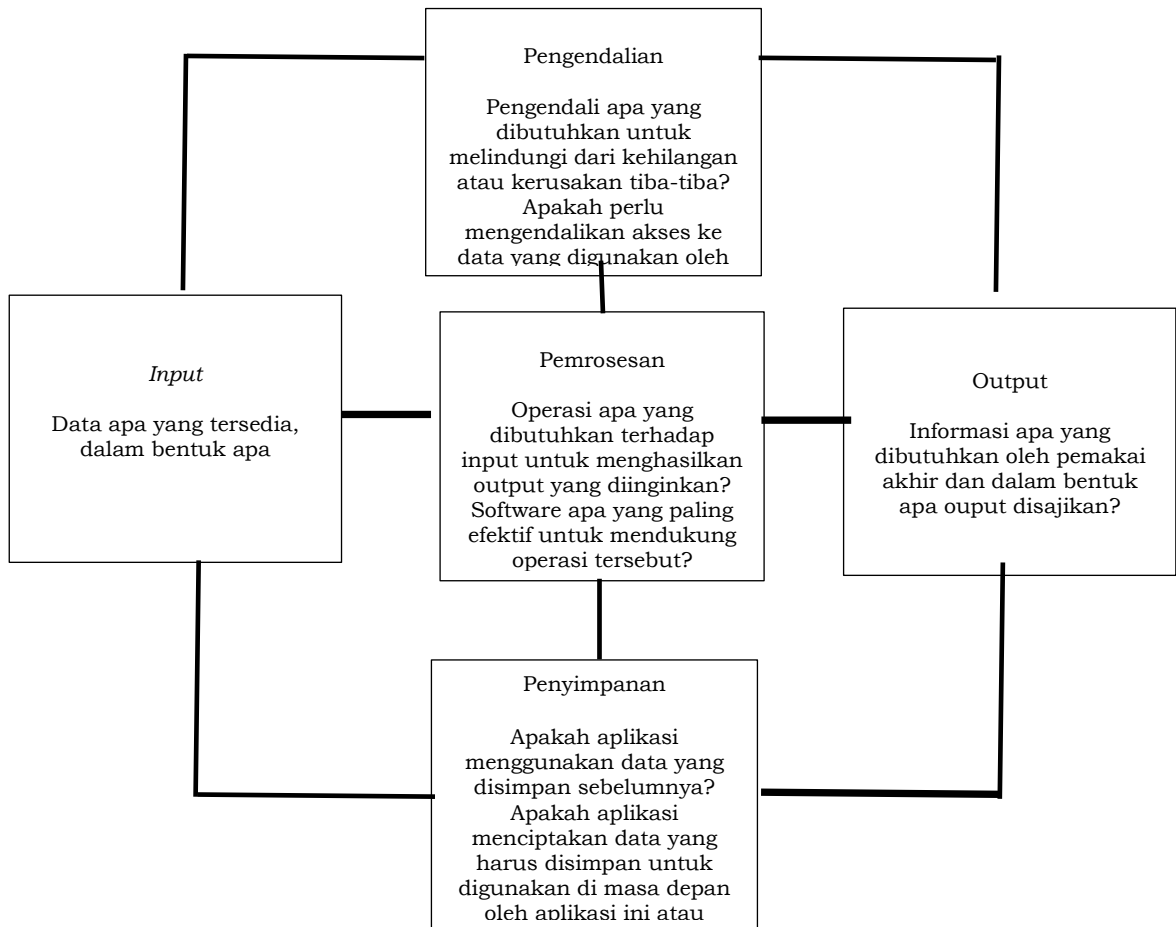 Pengendalian
Pengendali apa yang
dibutuhkan untuk
melindungi dari kehilangan
atau kerusakan tiba-tiba?
Apakah perlu
mengendalikan akses ke
data yang digunakan oleh
Input
Data apa yang tersedia,
dalam bentuk apa
Pemrosesan
Operasi apa yang
dibutuhkan terhadap
input untuk menghasilkan
output yang diinginkan?
Software apa yang paling
efektif untuk mendukung
operasi tersebut?
Output
Informasi apa yang
dibutuhkan oleh pemakai
akhir dan dalam bentuk
apa ouput disajikan?
Penyimpanan
Apakah aplikasi
menggunakan data yang
disimpan sebelumnya?
Apakah aplikasi
menciptakan data yang
harus disimpan untuk
digunakan di masa depan
oleh aplikasi ini atau